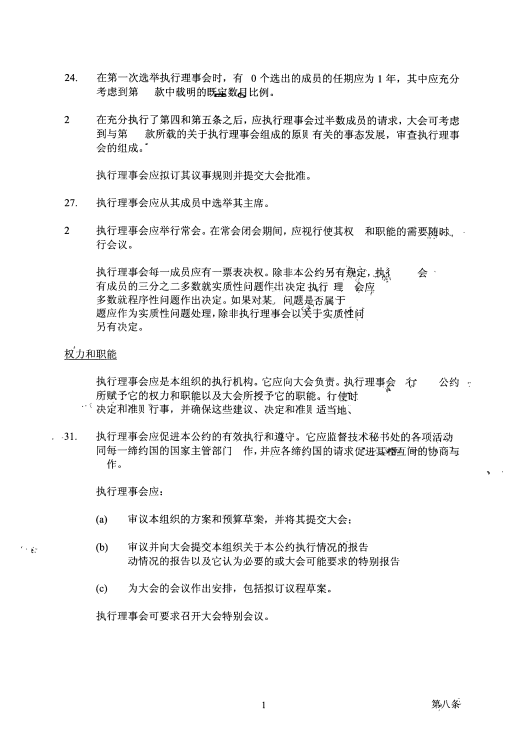 24. 在第一次选举执行理事会时，有 0 个选出的成员的任期应为 1 年，其中应充分
考虑到第 款中载明的既定数目比例。
2 在充分执行了第四和第五条之后，应执行理事会过半数成员的请求，大会可考虑
到与第 款所载的关于执行理事会组成的原则有关的事态发展，审查执行理事
会的组成。
执行理事会应拟订其议事规则并提交大会批准。
27. 执行理事会应从其成员中选举其主席。
2 执行理事会应举行常会。在常会闭会期间，应视行使其权 和职能的需要随时
行会议。
执行理事会每一成员应有一票表决权。除非本公约另有规定，执行 会
有成员的三分之二多数就实质性问题作出决定 执行 理 会应
多数就程序性问题作出决定。如果对某 问题是否属于
题应作为实质性问题处理，除非执行理事会以关于实质性问
另有决定。
权力和职能
执行理事会应是本组织的执行机构。它应向大会负责。执行理事会 行 公约
所赋予它的权力和职能以及大会所授予它的职能。行使时
决定和准则行事，并确保这些建议、决定和准则适当地、
31. 执行理事会应促进本公约的有效执行和遵守。它应监督技术秘书处的各项活动
同每一缔约国的国家主管部门 作，并应各缔约国的请求促进其相互间的协商与
作。
执行理事会应：
(a) 审议本组织的方案和预算草案，并将其提交大会；
(b) 审议并向大会提交本组织关于本公约执行情况的报告
动情况的报告以及它认为必要的或大会可能要求的特别报告
(c) 为大会的会议作出安排，包括拟订议程草案。
执行理事会可要求召开大会特别会议。
1 第八条